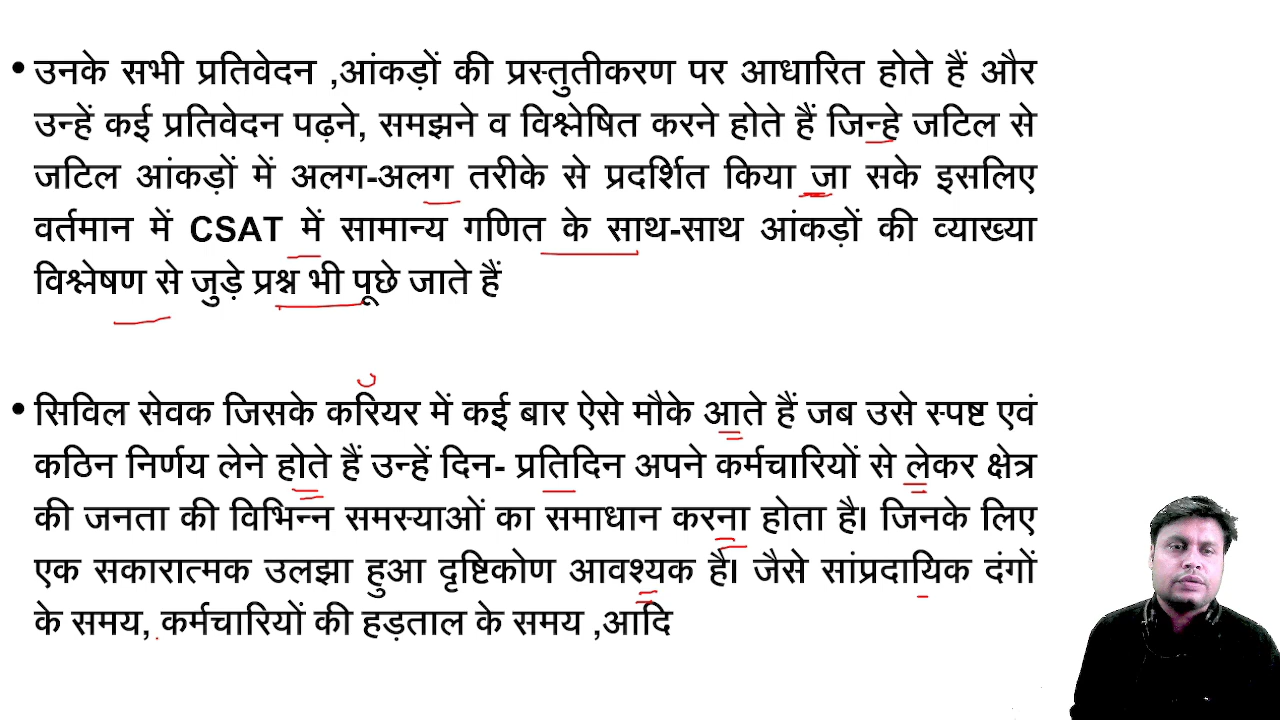 • उनके सभी प्रतिवेदन ,आंकड़ों की प्रस्तुतीकरण पर आधारित होते हैं और
उन्हें कई प्रतिवेदन पढ़ने, समझने व विश्लेषित करने होते हैं जिन्हे जटिल से
जटिल आंकड़ों में अलग-अलग तरीके से प्रदर्शित किया जा सके इसलिए
वर्तमान में CSAT में सामान्य गणित के साथ-साथ आंकड़ों की व्याख्या
विश्लेषण से जुड़े प्रश्न भी पूछे जाते हैं
• सिविल सेवक जिसके करियर में कई बार ऐसे मौके आते हैं जब उसे स्पष्ट एवं
कठिन निर्णय लेने होते हैं उन्हें दिन- प्रतिदिन अपने कर्मचारियों से लेकर क्षेत्र
की जनता की विभिन्न समस्याओं का समाधान करना होता है। जिनके लिए
एक सकारात्मक उलझा हुआ दृष्टिकोण आवश्यक है। जैसे सांप्रदायिक दंगों
के समय, कर्मचारियों की हड़ताल के समय ,आदि